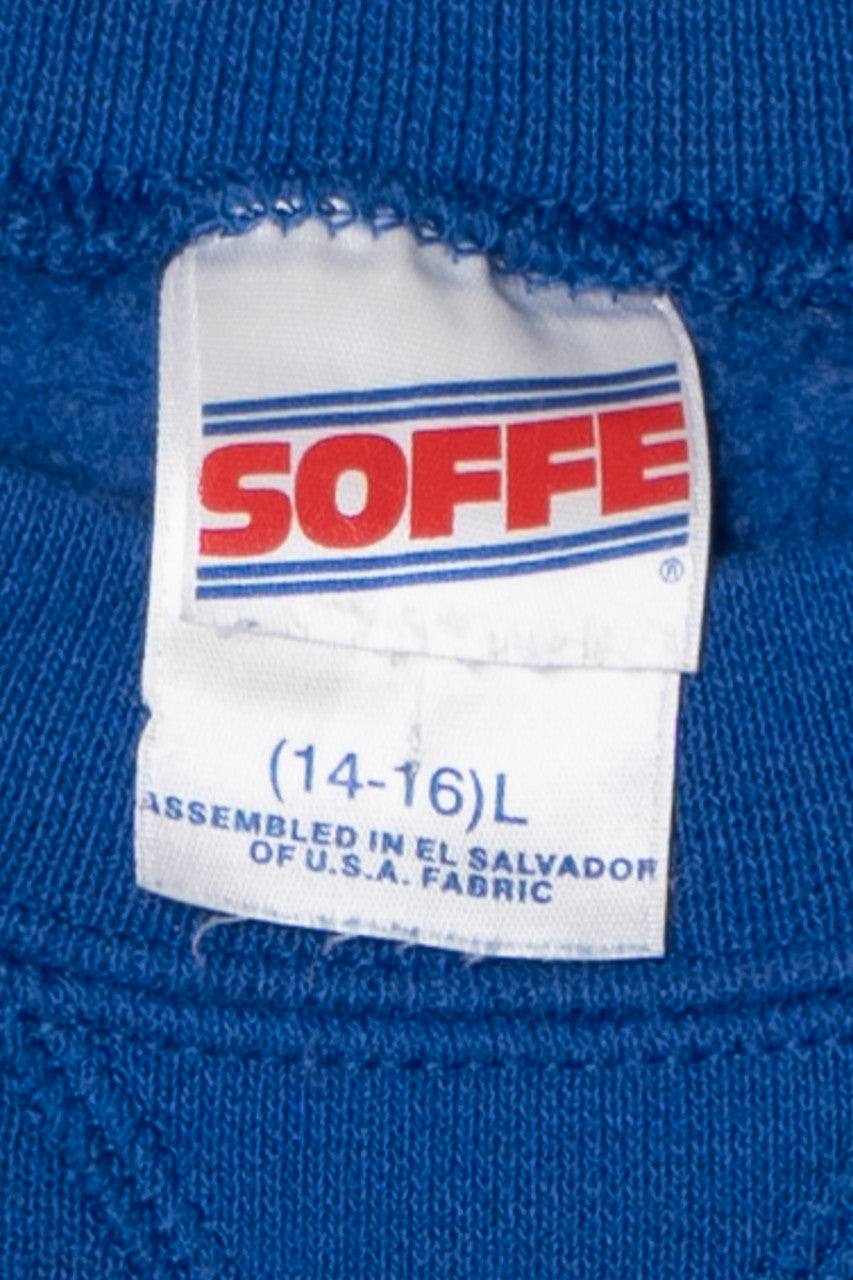 SOFFE
®
(14-16)L
ASSEMBLED IN EL SALVADOR
OF U.S.A. FABRIC